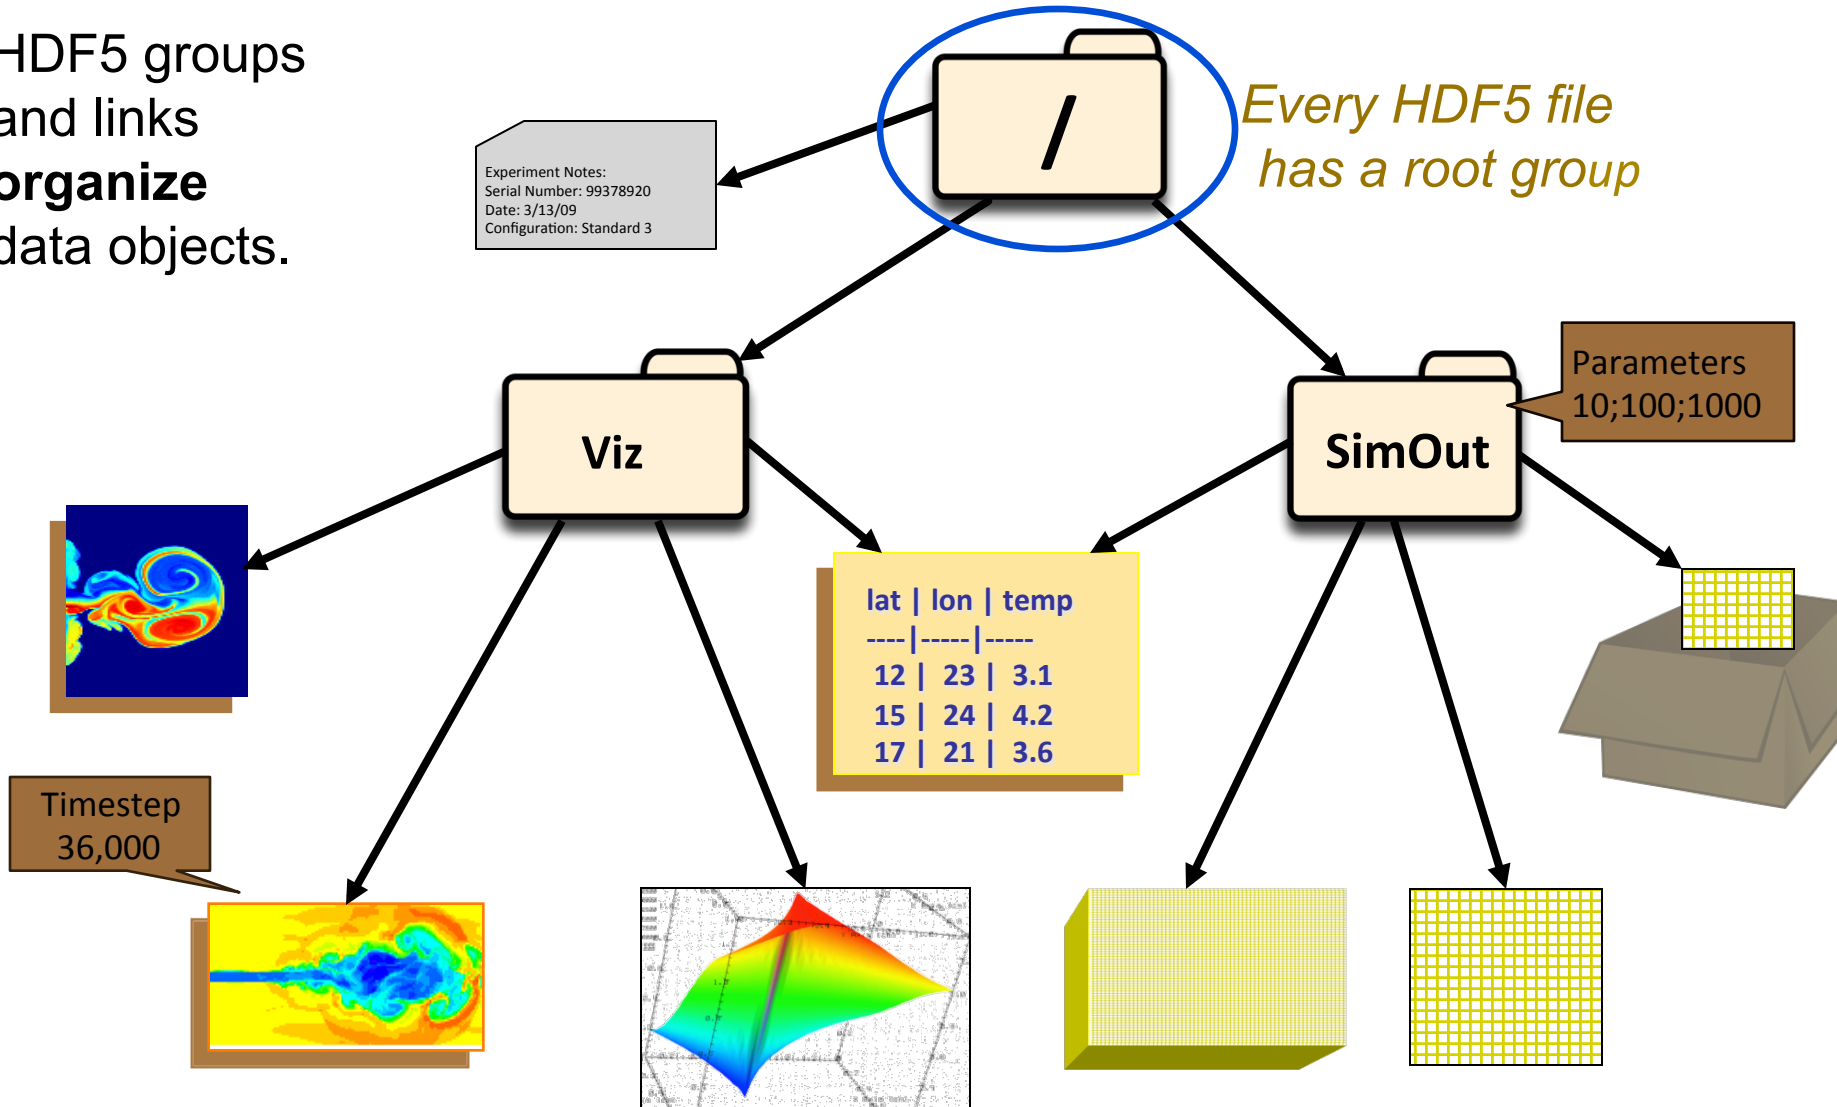 HDF5 groups
and links
organize
data objects.
/
Every HDF5 file
has a root group
Experiment Notes:
Serial Number: 99378920
Date: 3/13/09
Configuration: Standard 3
Viz
SimOut
Parameters
10;100;1000
lat | lon | temp
----|-----|-----
12 | 23 | 3.1
15 | 24 | 4.2
17 | 21 | 3.6
Timestep
36,000